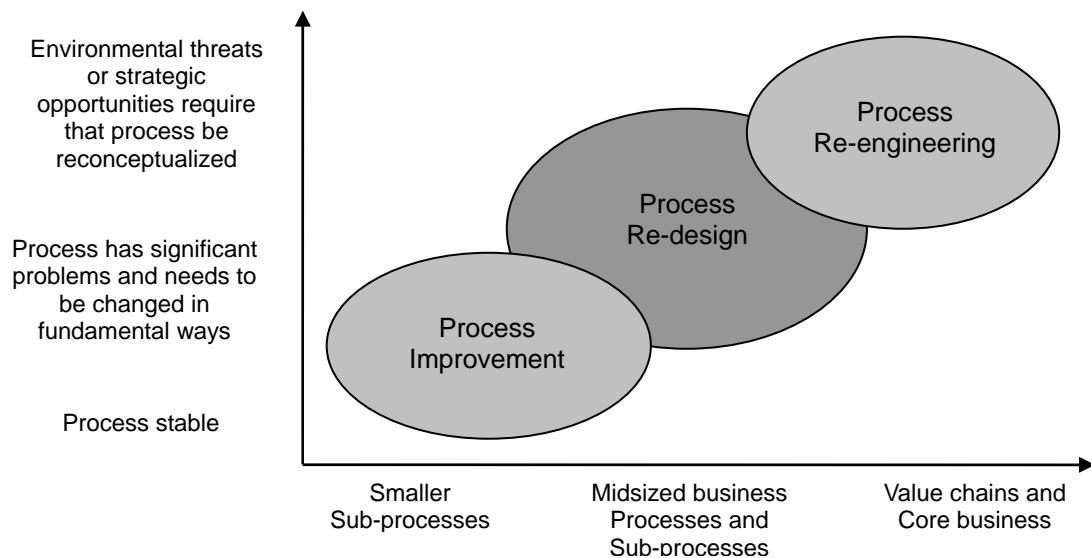 Environmental threats
or strategic
opportunities require
that process be
reconceptualized
Process has significant
problems and needs to
be changed in
fundamental ways
Process stable
Process
Re-engineering
Process
Re-design
Process
Improvement
Smaller
Sub-processes
Midsized business
Processes and
Sub-processes
Value chains and
Core business